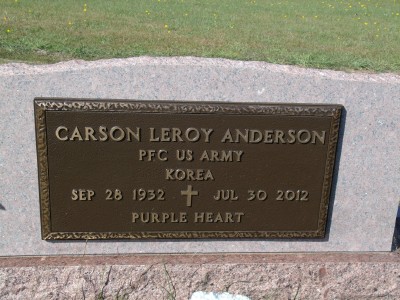 CARSON LEROY ANDERSON
PFC US ARMY
KOREA
SEP 28 1932 JUL 30 2012
PURPLE HEART